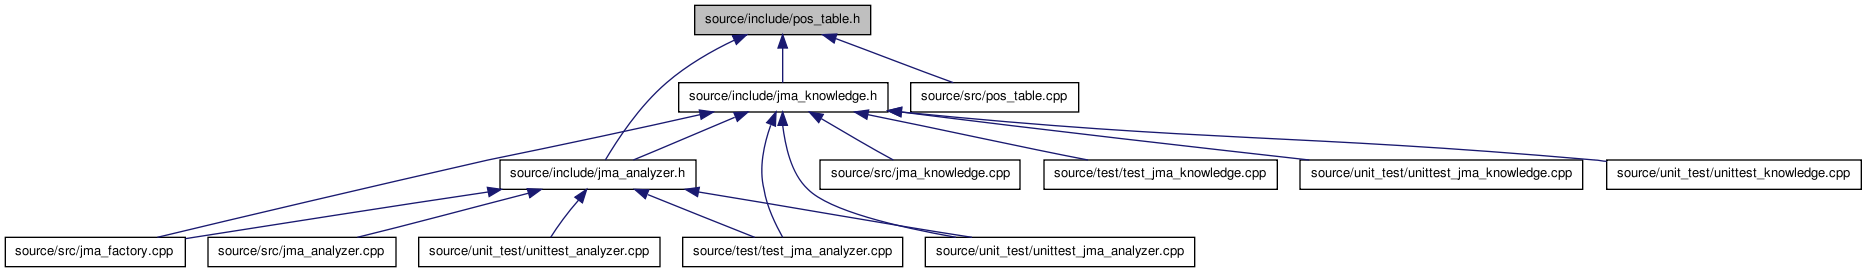 source/include/pos_table.h
source/include/jma_knowledge.h
source/src/pos_table.cpp
source/include/jma_analyzer.h
source/src/jma_knowledge.cpp
source/test/test_jma_knowledge.cpp
source/unit_test/unittest_jma_knowledge.cpp
source/unit_test/unittest_knowledge.cpp
source/src/jma_factory.cpp
source/src/jma_analyzer.cpp
source/unit_test/unittest_analyzer.cpp
source/test/test_jma_analyzer.cpp
source/unit_test/unittest_jma_analyzer.cpp